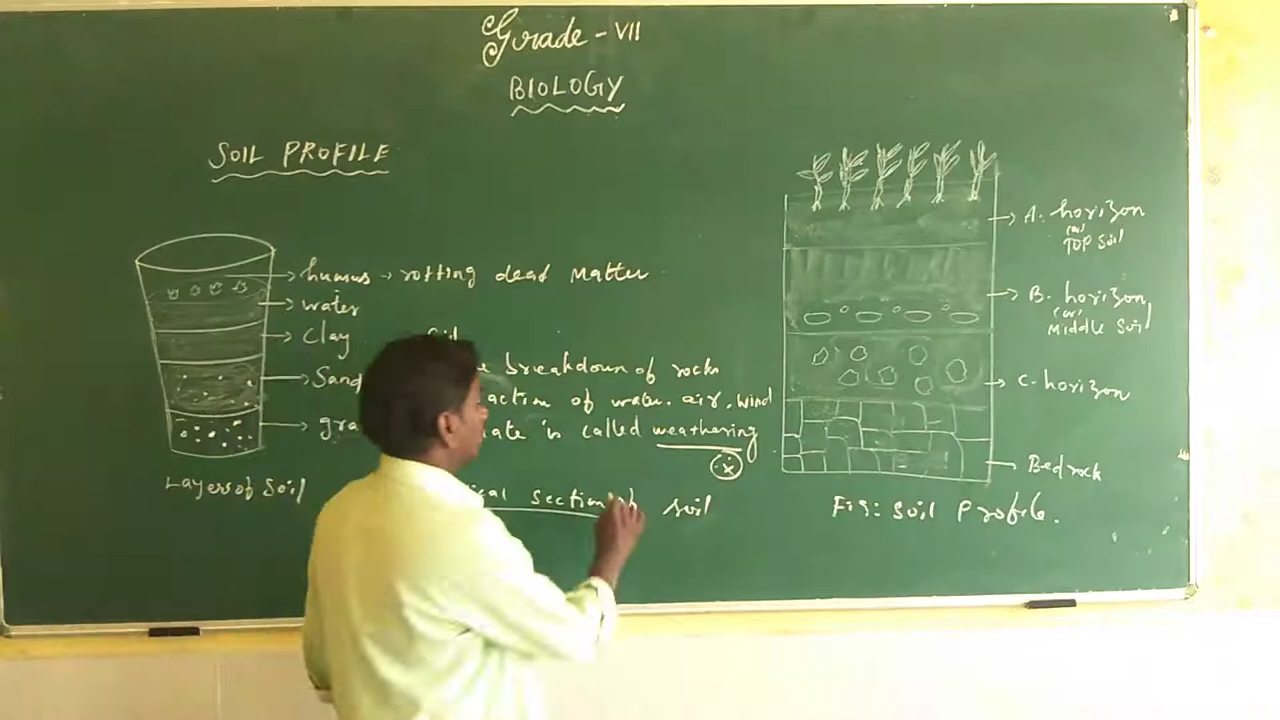 Grade - VII
BIOLOGY
SOIL PROFILE
humus → rotting dead matter
water
clay
Sand
gra
Layers of Soil
breakdown of rocks
action of water, air, wind
is called weathering
section of soil
A. horizon
(or)
TOP Soil
B. horizon
(or)
Middle Soil
C. horizon
Bedrock
Fig: Soil Profile.